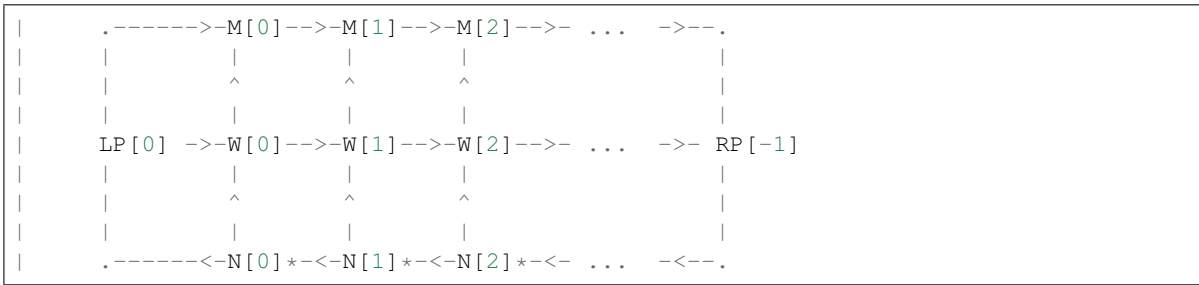 |      .------>-M[0]-->-M[1]-->-M[2]-->- ...  ->--.
|      |        |       |       |                 |
|      |        ^       ^       ^                 |
|      |        |       |       |                 |
|      LP[0] ->-W[0]-->-W[1]-->-W[2]-->- ...  ->- RP[-1]
|      |        |       |       |                 |
|      |        ^       ^       ^                 |
|      |        |       |       |                 |
|      .------<-N[0]*-<-N[1]*-<-N[2]*-<- ...  -<--.